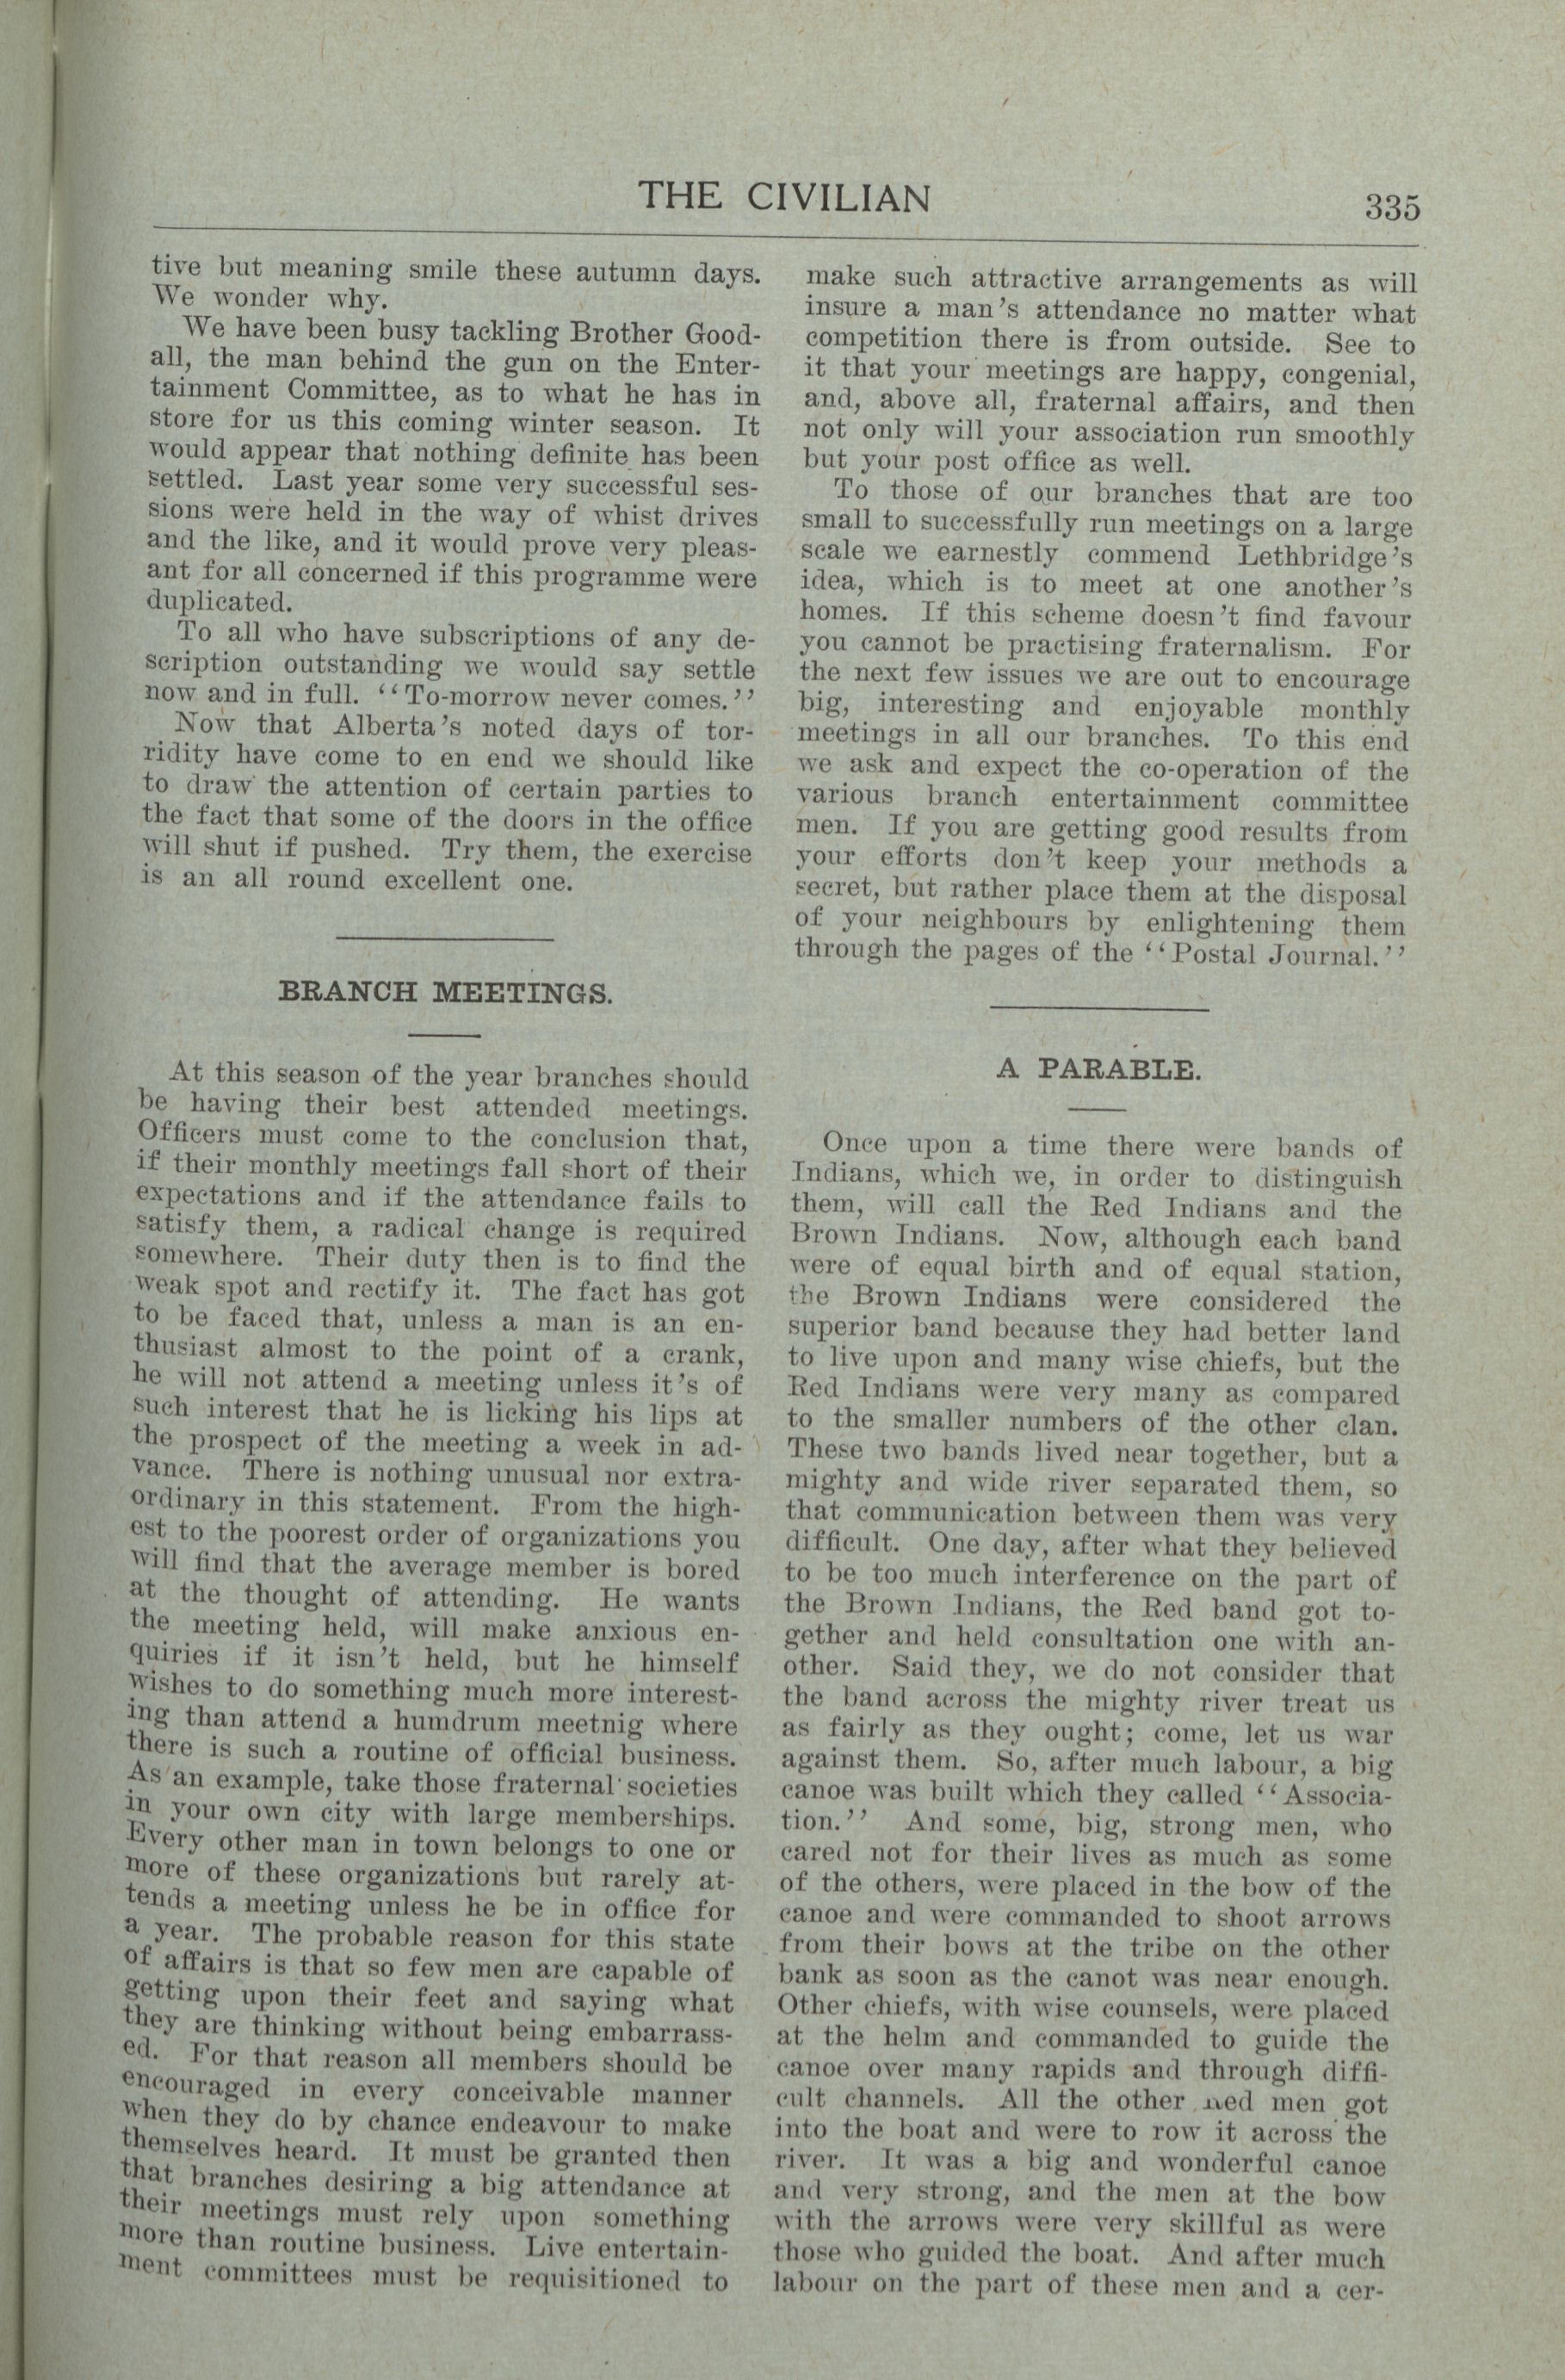 THE CIVILIAN
335
tive but meaning smile these autumn days.
We wonder why.
We have been busy tackling Brother Good-
all, the man behind the gun on the Enter-
tainment Committee, as to what he has in
store for us this coming winter season. It
would appear that nothing definite has been
settled. Last year some very successful ses-
sions were held in the way of whist drives
and the like, and it would prove very pleas-
ant for all concerned if this programme were
duplicated.
To all who have subscriptions of any de-
scription outstanding we would say settle
now and in full. "To-morrow never comes."
Now that Alberta's noted days of tor-
ridity have come to en end we should like
to draw the attention of certain parties to
the fact that some of the doors in the office
will shut if pushed. Try them, the exercise
is an all round excellent one.
BRANCH MEETINGS.
At this season of the year branches should
be having their best attended meetings.
Officers must come to the conclusion that,
if their monthly meetings fall short of their
expectations and if the attendance fails to
satisfy them, a radical change is required
somewhere. Their duty then is to find the
weak spot and rectify it. The fact has got
to be faced that, unless a man is an en-
thusiast almost to the point of a crank,
he will not attend a meeting unless it's of
such interest that he is licking his lips at
the prospect of the meeting a week in ad-
vance. There is nothing unusual nor extra-
ordinary in this statement. From the high-
est to the poorest order of organizations you
will find that the average member is bored
at the thought of attending. He wants
the meeting held, will make anxious en-
quiries if it isn't held, but he himself
wishes to do something much more interest-
ing than attend a humdrum meetnig where
there is such a routine of official business.
As an example, take those fraternal societies
in your own city with large memberships.
Every other man in town belongs to one or
more of these organizations but rarely at-
tends a meeting unless he be in office for
a year. The probable reason for this state
of affairs is that so few men are capable of
getting upon their feet and saying what
they are thinking without being embarrass-
ed. For that reason all members should be
encouraged in every conceivable manner
when they do by chance endeavour to make
themselves heard. It must be granted then
that branches desiring a big attendance at
their meetings must rely upon something
more than routine business. Live entertain-
ment committees must be requisitioned to
make such attractive arrangements as will
insure a man's attendance no matter what
competition there is from outside. See to
it that your meetings are happy, congenial,
and, above all, fraternal affairs, and then
not only will your association run smoothly
but your post office as well.
To those of our branches that are too
small to successfully run meetings on a large
scale we earnestly commend Lethbridge's
idea, which is to meet at one another's
homes. If this scheme doesn't find favour
you cannot be practising fraternalism. For
the next few issues we are out to encourage
big, interesting and enjoyable monthly
meetings in all our branches. To this end
we ask and expect the co-operation of the
various branch entertainment committee
men. If you are getting good results from
your efforts don't keep your methods a
secret, but rather place them at the disposal
of your neighbours by enlightening them
through the pages of the "Postal Journal."
A PARABLE.
Once upon a time there were bands of
Indians, which we, in order to distinguish
them, will call the Red Indians and the
Brown Indians. Now, although each band
were of equal birth and of equal station,
the Brown Indians were considered the
superior band because they had better land
to live upon and many wise chiefs, but the
Red Indians were very many as compared
to the smaller numbers of the other clan.
These two bands lived near together, but a
mighty and wide river separated them, so
that communication between them was very
difficult. One day, after what they believed
to be too much interference on the part of
the Brown Indians, the Red band got to-
gether and held consultation one with an-
other. Said they, we do not consider that
the band across the mighty river treat us
as fairly as they ought; come, let us war
against them. So, after much labour, a big
canoe was built which they called "Associa-
tion." And some, big, strong men, who
cared not for their lives as much as some
of the others, were placed in the bow of the
canoe and were commanded to shoot arrows
from their bows at the tribe on the other
bank as soon as the canot was near enough.
Other chiefs, with wise counsels, were placed
at the helm and commanded to guide the
canoe over many rapids and through diffi-
cult channels. All the other men got
into the boat and were to row it across the
river. It was a big and wonderful canoe
and very strong, and the men at the bow
with the arrows were very skillful as were
those who guided the boat. And after much
labour on the part of these men and a cer-